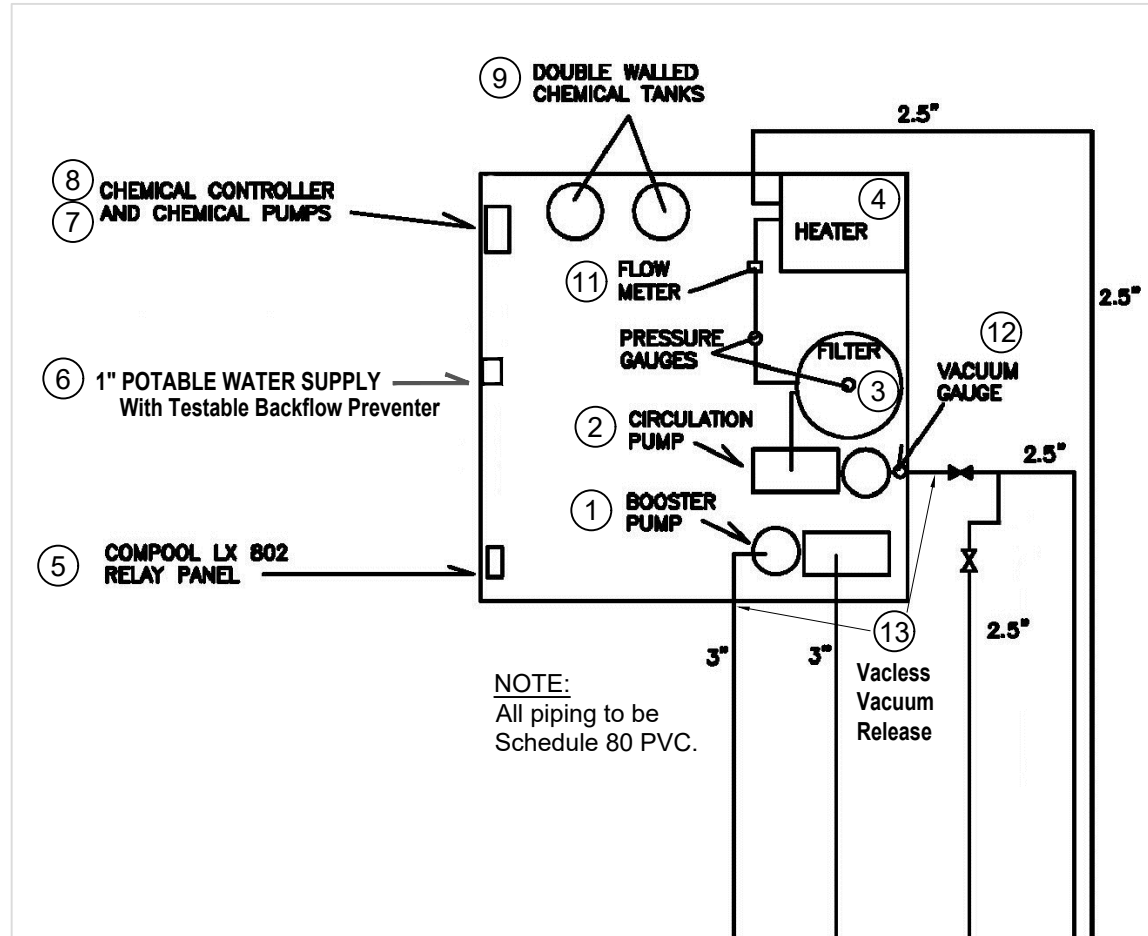 9
DOUBLE WALLED
CHEMICAL TANKS
2.5"
8
7
CHEMICAL CONTROLLER
AND CHEMICAL PUMPS
4
HEATER
11
FLOW
METER
2.5"
PRESSURE
GAUGES
FILTER
3
12
VACUUM
GAUGE
6
1" POTABLE WATER SUPPLY
With Testable Backflow Preventer
2
CIRCULATION
PUMP
2.5"
1
BOOSTER
PUMP
5
COMPOOL LX 802
RELAY PANEL
13
2.5"
3"
3"
Vacless
Vacuum
Release
NOTE:
All piping to be
Schedule 80 PVC.